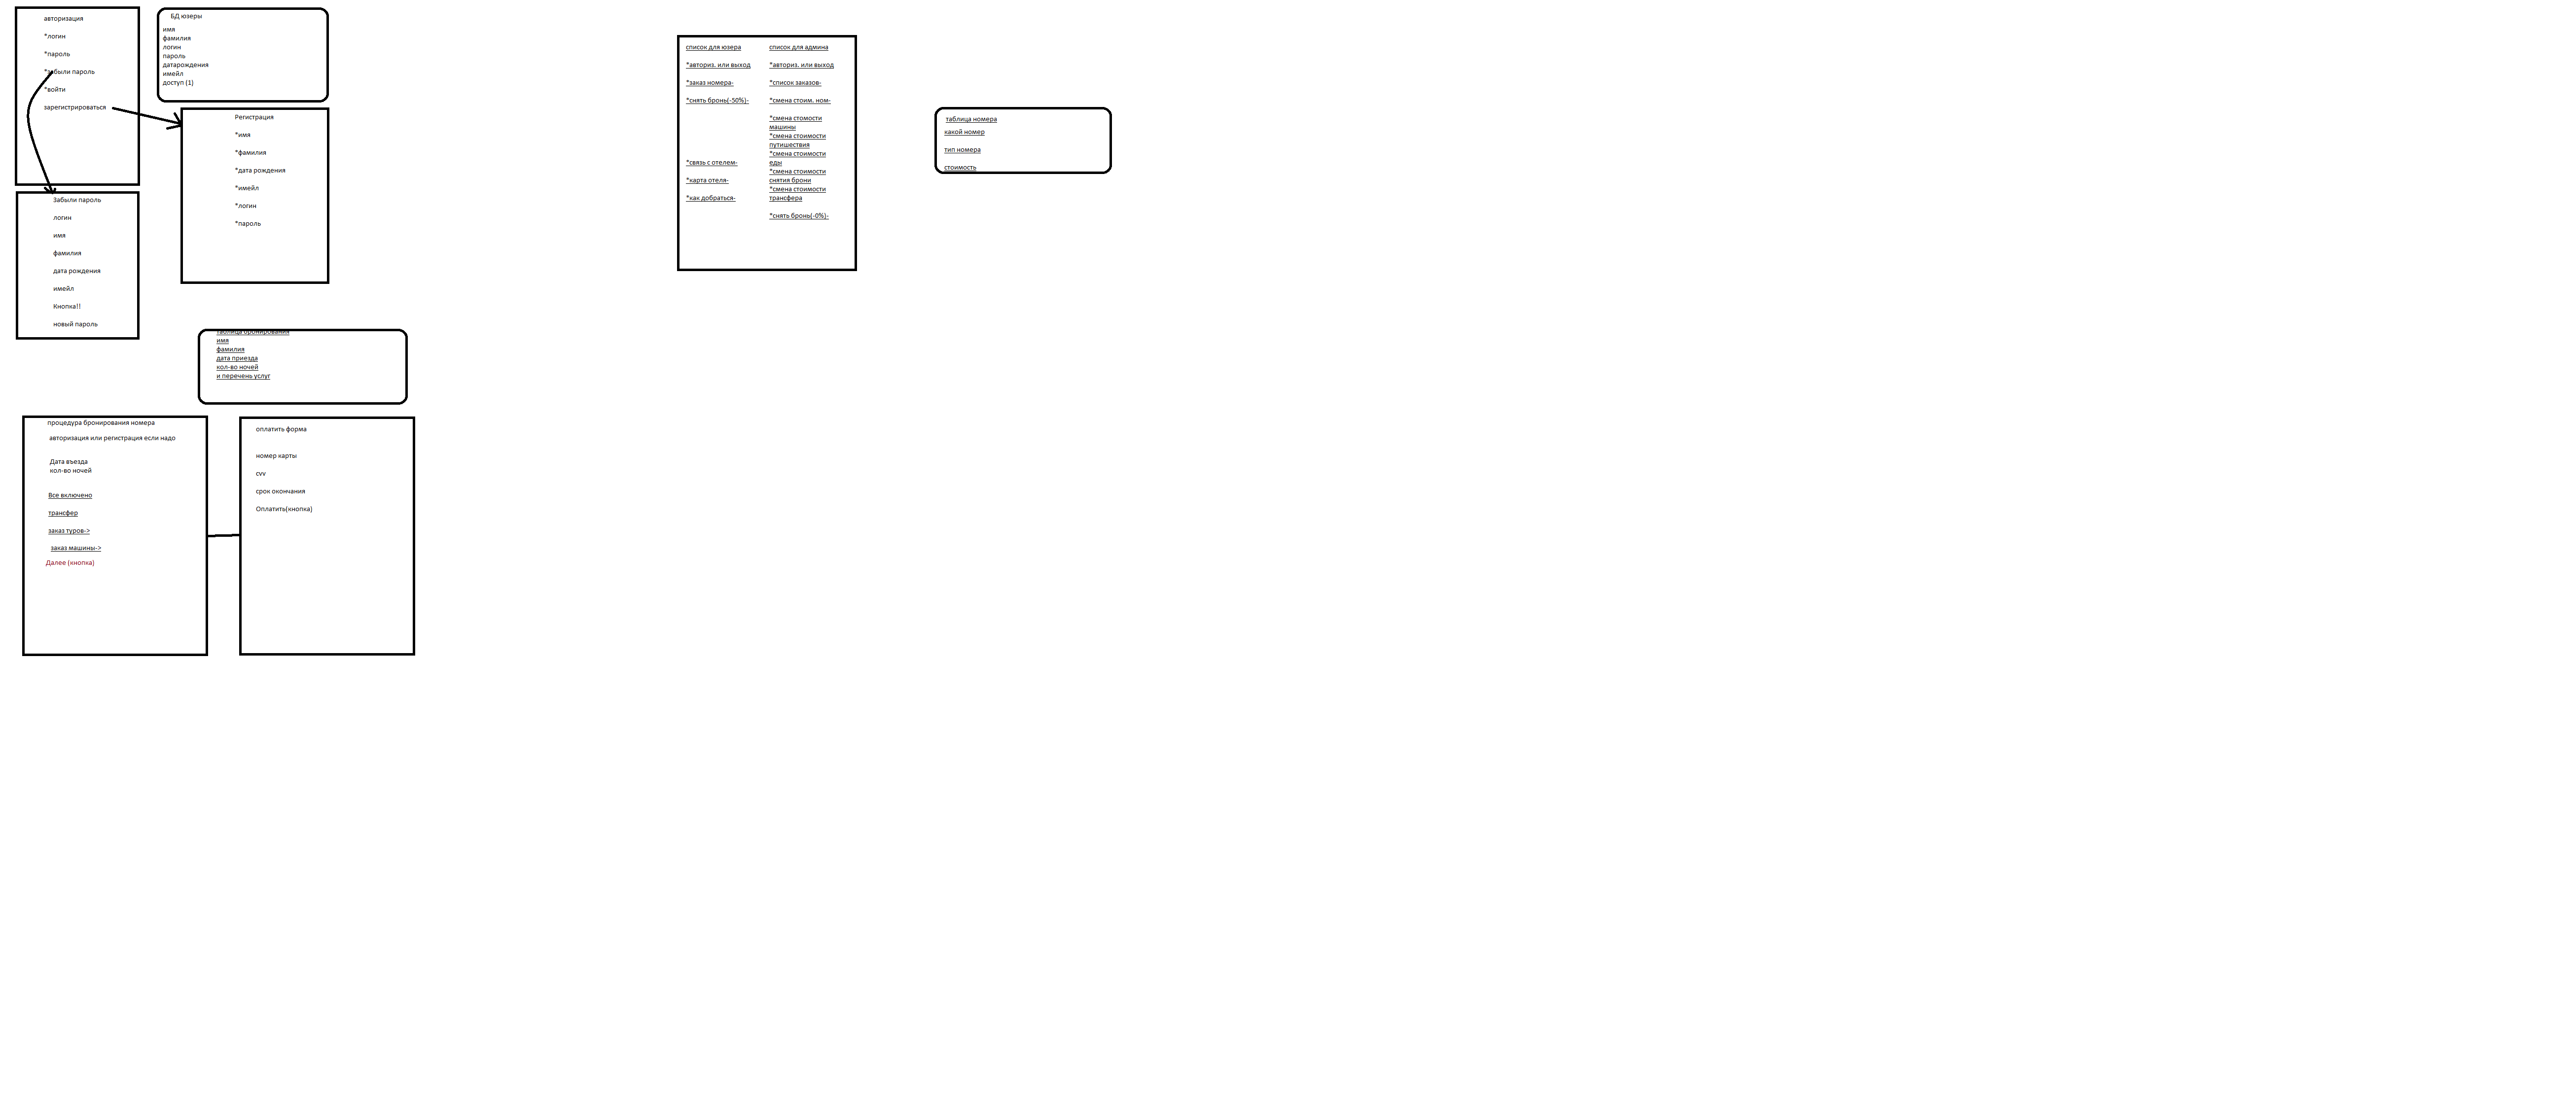 авторизация
*логин
*пароль
*забыли пароль
*войти
зарегистрироваться
БД юзеры
имя
фамилия
логин
пароль
датарождения
имейл
доступ (1)
Регистрация
*имя
*фамилия
*дата рождения
*имейл
*логин
*пароль
Забыли пароль
логин
имя
фамилия
дата рождения
имейл
Кнопка!!
новый пароль
таблица бронирования
имя
фамилия
дата приезда
кол-во ночей
и перечень услуг
процедура бронирования номера
авторизация или регистрация если надо
Дата въезда
кол-во ночей
Все включено
трансфер
заказ туров->
заказ машины->
Далее (кнопка)
оплатить форма
номер карты
cvv
срок окончания
Оплатить(кнопка)
список для юзера
*авториз. или выход
*заказ номера-
*снять бронь(-50%)-
*связь с отелем-
*карта отеля-
*как добраться-
список для админа
*авториз. или выход
*список заказов-
*смена стоим. ном-
*смена стомости
машины
*смена стоимости
путишествия
*смена стоимости
еды
*смена стоимости
снятия брони
*смена стоимости
трансфера
*снять бронь(-0%)-
таблица номера
какой номер
тип номера
стоимость